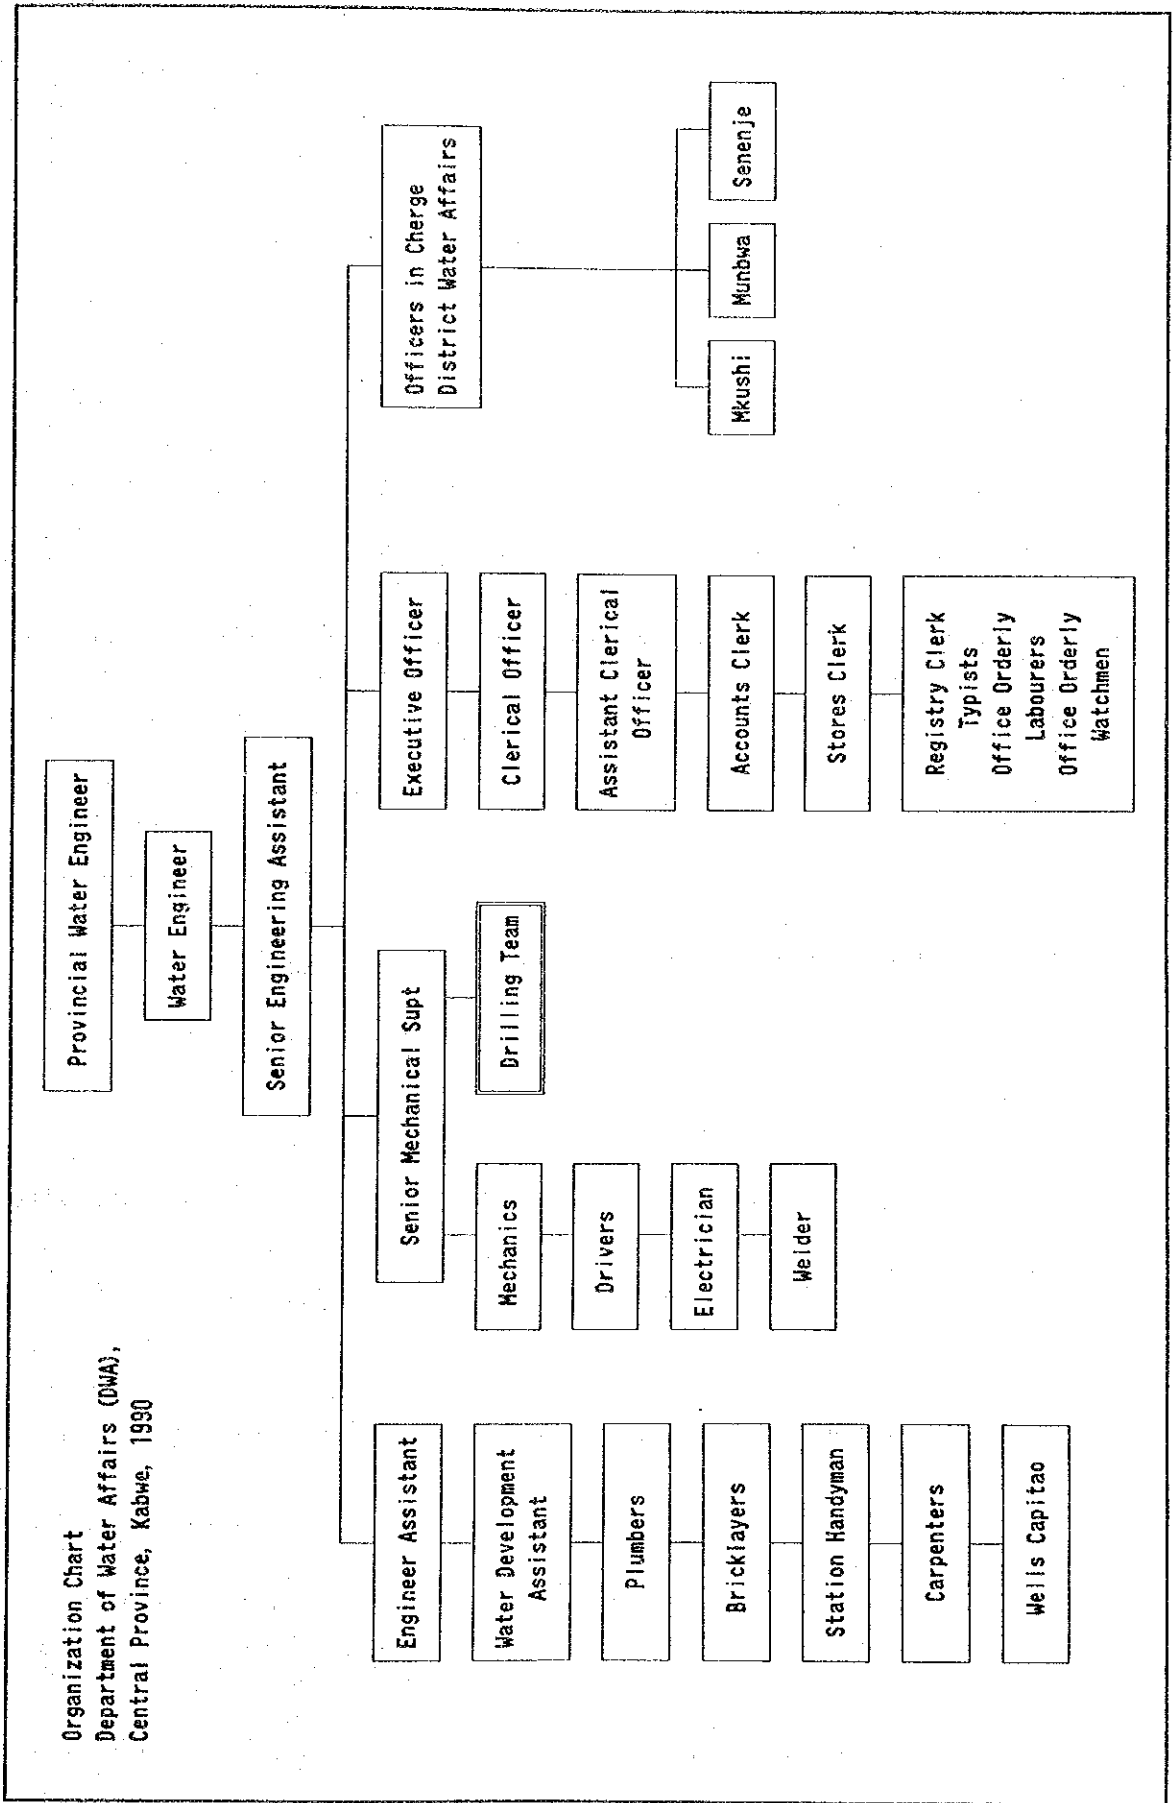 Organization Chart
Department of Water Affairs (DWA),
Central Province, Kabwe, 1990
Provincial Water Engineer
Water Engineer
Senior Engineering Assistant
Engineer Assistant
Water Development
Assistant
Plumbers
Bricklayers
Station Handyman
Carpenters
Wells Capitao
Senior Mechanical Supt
Mechanics
Drivers
Electrician
Welder
Drilling Team
Executive Officer
Clerical Officer
Assistant Clerical
Officer
Accounts Clerk
Stores Clerk
Registry Clerk
Typists
Office Orderly
Labourers
Office Orderly
Watchmen
Officers in Cherge
District Water Affairs
Mkushi
Munbwa
Senenje